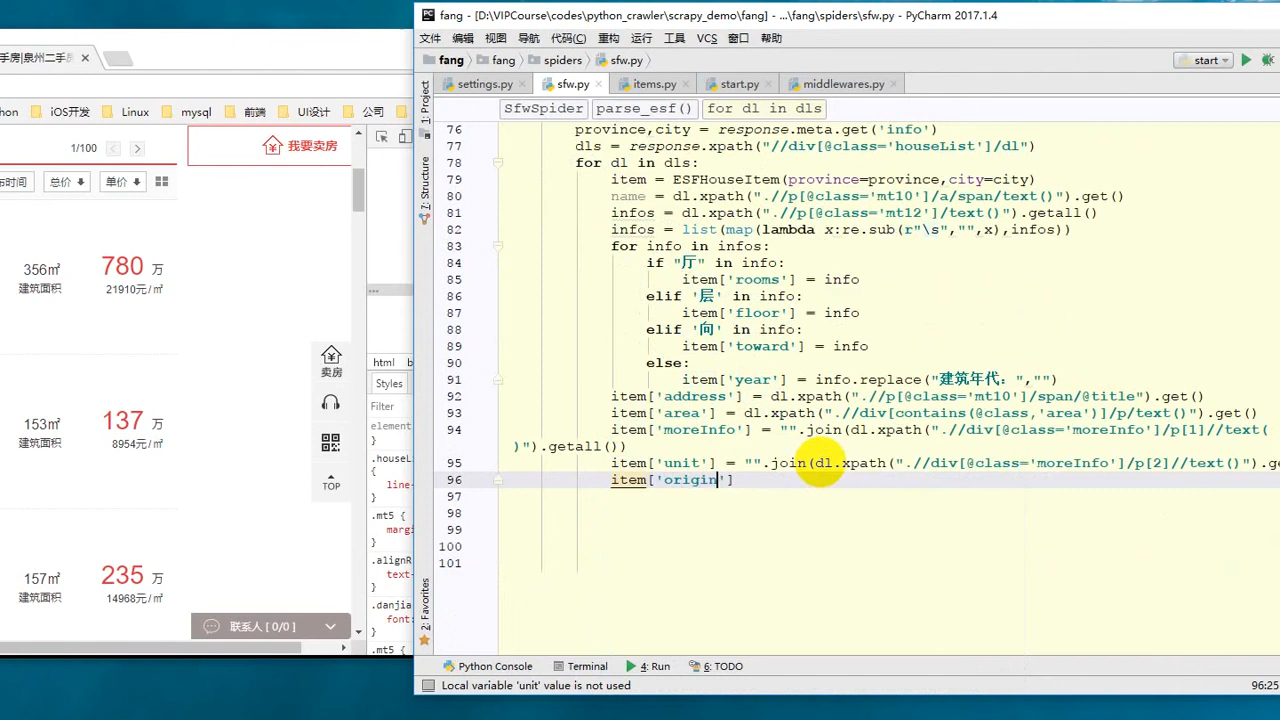 fang - [D:\VIPCourse\codes\python_crawler\scrapy_demo\fang] - ...\fang\spiders\sfw.py - PyCharm 2017.1.4
文件 编辑 视图 导航 代码(C) 重构 运行 工具 VCS 窗口 帮助
fang fang spiders sfw.py start
settings.py sfw.py items.py start.py middlewares.py
SfwSpider parse_esf() for dl in dls
76 province,city = response.meta.get('info')
77 dls = response.xpath("//div[@class='houseList']/dl")
78 for dl in dls:
79 item = ESFHouseItem(province=province,city=city)
80 name = dl.xpath(".//p[@class='mt10']/a/span/text()").get()
81 infos = dl.xpath(".//p[@class='mt12']/text()").getall()
82 infos = list(map(lambda x:re.sub(r"\s","",x),infos))
83 for info in infos:
84 if "厅" in info:
85 item['rooms'] = info
86 elif '层' in info:
87 item['floor'] = info
88 elif '向' in info:
89 item['toward'] = info
90 else:
91 item['year'] = info.replace("建筑年代：","")
92 item['address'] = dl.xpath(".//p[@class='mt10']/span/@title").get()
93 item['area'] = dl.xpath(".//div[contains(@class,'area')]/p/text()").get()
94 item['moreInfo'] = "".join(dl.xpath(".//div[@class='moreInfo']/p[1]//text(
)").getall())
95 item['unit'] = "".join(dl.xpath(".//div[@class='moreInfo']/p[2]//text()").ge
96 item['origin']
97
98
99
100
101
1: Project
7: Structure
2: Favorites
Python Console Terminal 4: Run 6: TODO
Local variable 'unit' value is not used 96:25
手房|泉州二手房
hon iOS开发 Linux mysql 前端 UI设计 公司
1/100 我要卖房
布时间 总价 单价
356㎡ 780 万
建筑面积 21910元/㎡
卖房
153㎡ 137 万
建筑面积 8954元/㎡
TOP
157㎡ 235 万
建筑面积 14968元/㎡
联系人 [ 0/0 ]
html b
Styles
Filter
element
}
.houseL
line-
}
.mt5 {
margi
}
.alignR
text-
}
.danjia
font:
}
.mt5 {